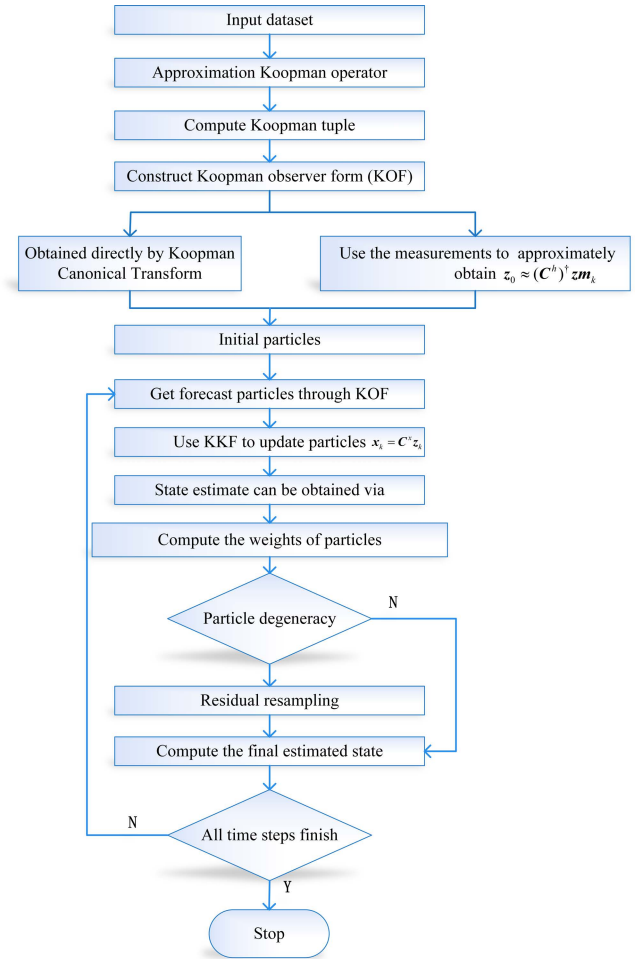 Input dataset
Approximation Koopman operator
Compute Koopman tuple
Construct Koopman observer form (KOF)
Obtained directly by Koopman
Canonical Transform
Use the measurements to approximately
obtain z₀ ≈ (Cʰ)† zmₖ
Initial particles
Get forecast particles through KOF
Use KKF to update particles xₖ = Cˣzₖ
State estimate can be obtained via
Compute the weights of particles
Particle degeneracy
N
Residual resampling
Compute the final estimated state
N
All time steps finish
Y
Stop